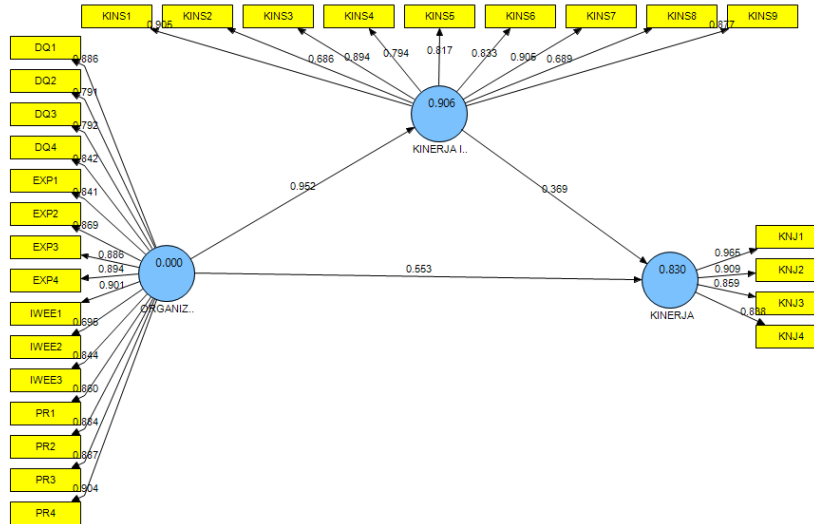 KINS1
KINS2
KINS3
KINS4
KINS5
KINS6
KINS7
KINS8
KINS9
0.905
0.686
0.894
0.794
0.817
0.833
0.905
0.689
0.877
DQ1
0.886
DQ2
0.791
DQ3
0.792
DQ4
0.842
EXP1
0.841
EXP2
0.869
EXP3
0.886
EXP4
0.894
IWEE1
0.901
IWEE2
0.695
IWEE3
0.844
PR1
0.860
PR2
0.884
PR3
0.867
PR4
0.904
0.906
KINERJA I..
0.952
0.369
0.000
ORGANIZ..
0.553
0.830
KINERJA
KNJ1
0.965
KNJ2
0.909
KNJ3
0.859
KNJ4
0.838